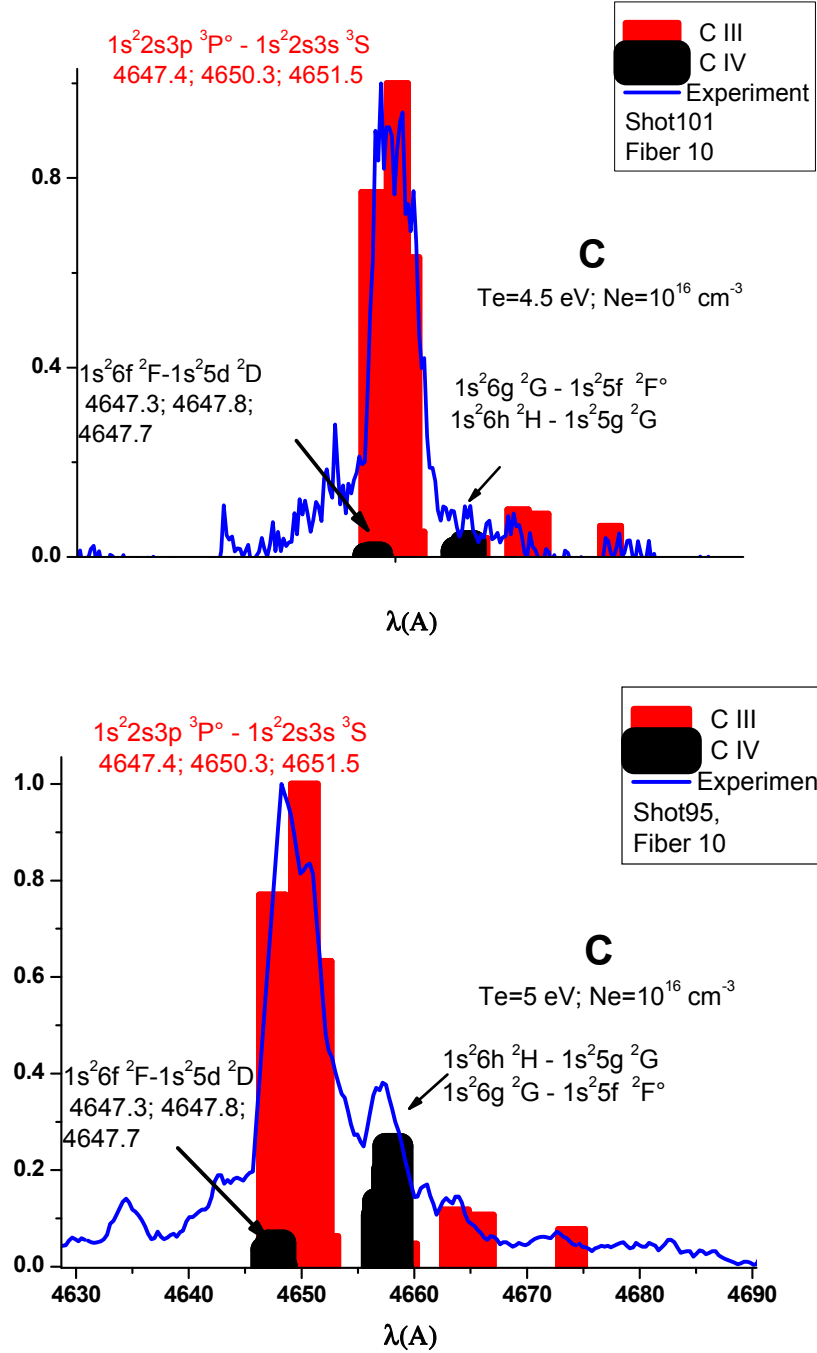 1s²2s3p ³P° - 1s²2s3s ³S
4647.4; 4650.3; 4651.5
C III
C IV
Experiment
Shot101
Fiber 10
0.8
C
Te=4.5 eV; Ne=10¹⁶ cm⁻³
0.4
1s²6f ²F-1s²5d ²D
4647.3; 4647.8;
4647.7
1s²6g ²G - 1s²5f ²F°
1s²6h ²H - 1s²5g ²G
0.0
λ(A)
1s²2s3p ³P° - 1s²2s3s ³S
4647.4; 4650.3; 4651.5
C III
C IV
Experimen
Shot95,
Fiber 10
1.0
0.8
C
Te=5 eV; Ne=10¹⁶ cm⁻³
0.6
0.4
1s²6f ²F-1s²5d ²D
4647.3; 4647.8;
4647.7
1s²6h ²H - 1s²5g ²G
1s²6g ²G - 1s²5f ²F°
0.2
0.0
4630 4640 4650 4660 4670 4680 4690
λ(A)